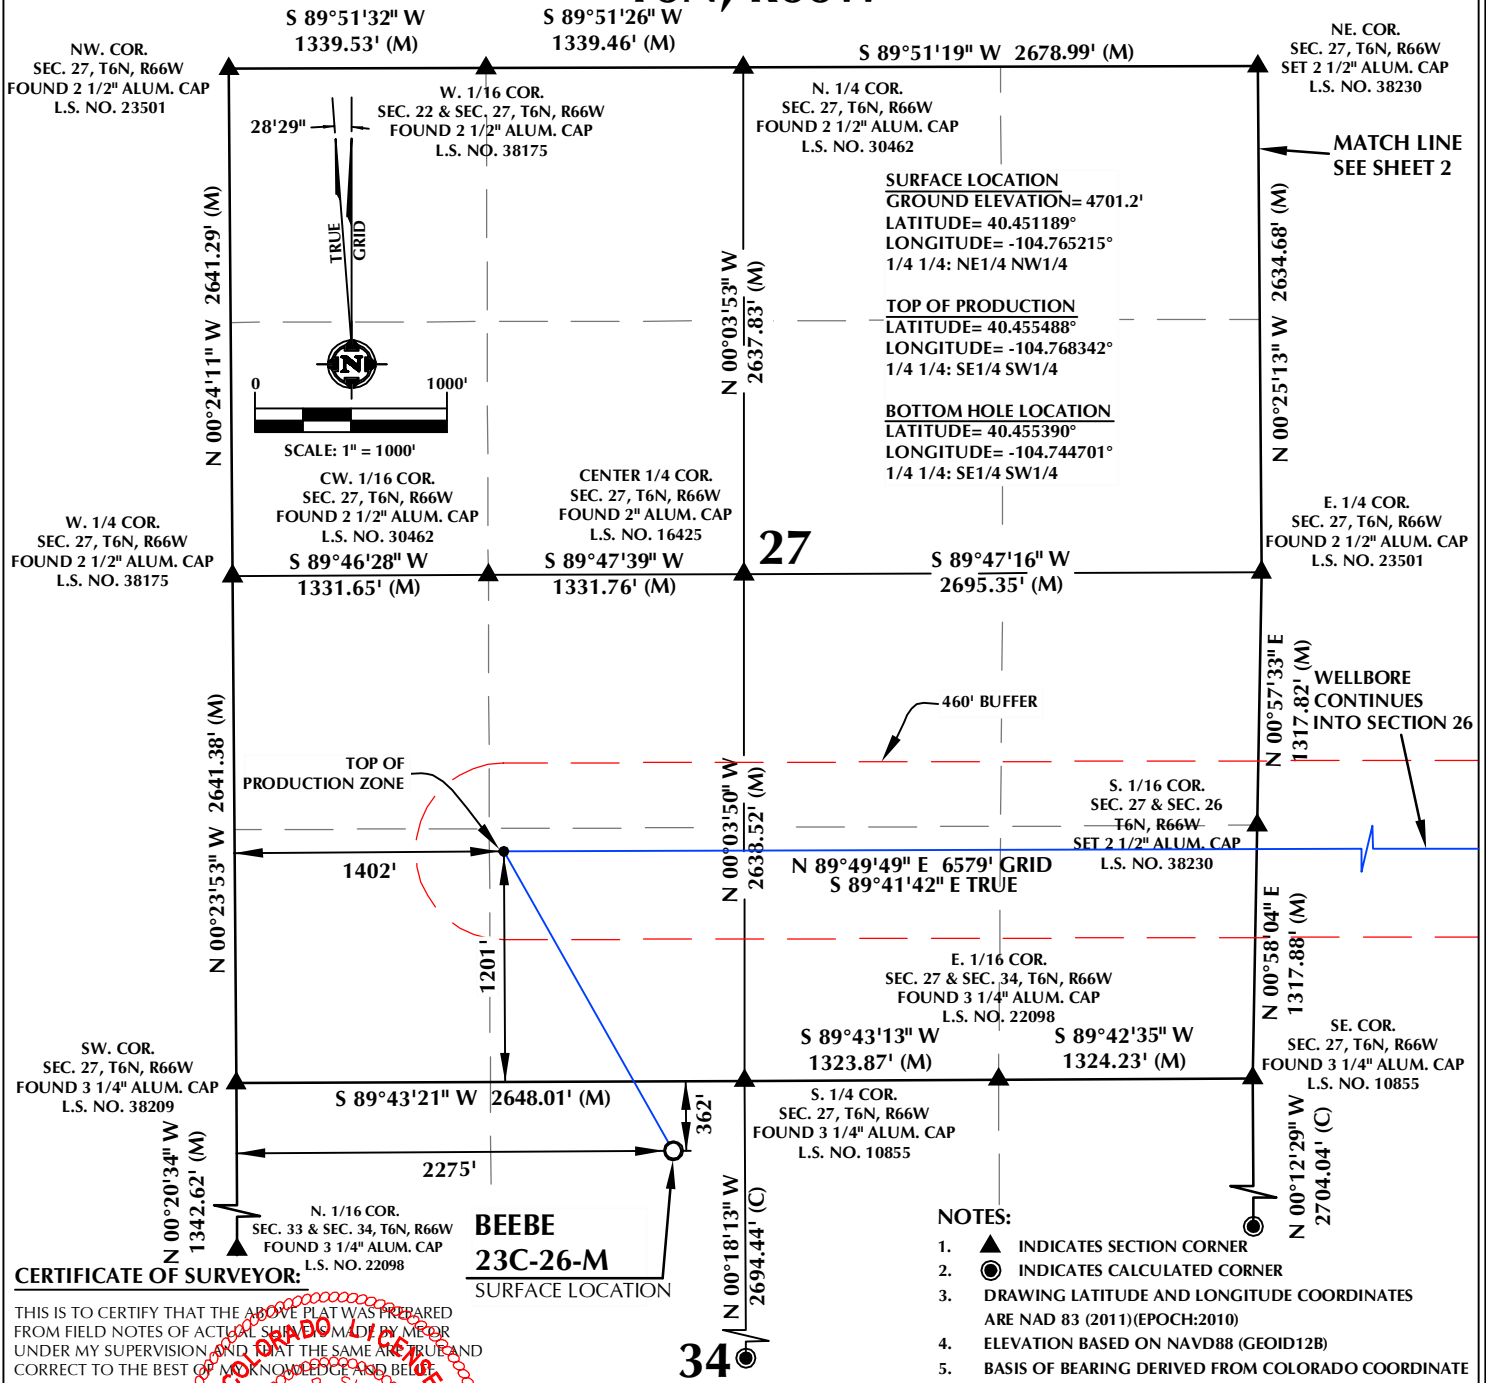 S 89°51'32" W
1339.53' (M)
S 89°51'26" W
1339.46' (M)
S 89°51'19" W 2678.99' (M)
NW. COR.
SEC. 27, T6N, R66W
FOUND 2 1/2" ALUM. CAP
L.S. NO. 23501
W. 1/16 COR.
SEC. 22 & SEC. 27, T6N, R66W
FOUND 2 1/2" ALUM. CAP
L.S. NO. 38175
N. 1/4 COR.
SEC. 27, T6N, R66W
FOUND 2 1/2" ALUM. CAP
L.S. NO. 30462
NE. COR.
SEC. 27, T6N, R66W
SET 2 1/2" ALUM. CAP
L.S. NO. 38230
MATCH LINE
SEE SHEET 2
28'29"
TRUE
GRID
N
0 1000'
SCALE: 1" = 1000'
SURFACE LOCATION
GROUND ELEVATION= 4701.2'
LATITUDE= 40.451189°
LONGITUDE= -104.765215°
1/4 1/4: NE1/4 NW1/4
TOP OF PRODUCTION
LATITUDE= 40.455488°
LONGITUDE= -104.768342°
1/4 1/4: SE1/4 SW1/4
BOTTOM HOLE LOCATION
LATITUDE= 40.455390°
LONGITUDE= -104.744701°
1/4 1/4: SE1/4 SW1/4
N 00°24'11" W 2641.29' (M)
N 00°03'53" W
2637.83' (M)
N 00°25'13" W 2634.68' (M)
W. 1/4 COR.
SEC. 27, T6N, R66W
FOUND 2 1/2" ALUM. CAP
L.S. NO. 38175
CW. 1/16 COR.
SEC. 27, T6N, R66W
FOUND 2 1/2" ALUM. CAP
L.S. NO. 30462
CENTER 1/4 COR.
SEC. 27, T6N, R66W
FOUND 2" ALUM. CAP
L.S. NO. 16425
E. 1/4 COR.
SEC. 27, T6N, R66W
FOUND 2 1/2" ALUM. CAP
L.S. NO. 23501
27
S 89°46'28" W
1331.65' (M)
S 89°47'39" W
1331.76' (M)
S 89°47'16" W
2695.35' (M)
N 00°23'53" W 2641.38' (M)
N 00°03'50" W
2638.52' (M)
N 00°57'33" E
1317.82' (M)
WELLBORE
CONTINUES
INTO SECTION 26
460' BUFFER
TOP OF
PRODUCTION ZONE
S. 1/16 COR.
SEC. 27 & SEC. 26
T6N, R66W
SET 2 1/2" ALUM. CAP
L.S. NO. 38230
1402'
N 89°49'49" E 6579' GRID
S 89°41'42" E TRUE
1201'
N 00°58'04" E
1317.88' (M)
E. 1/16 COR.
SEC. 27 & SEC. 34, T6N, R66W
FOUND 3 1/4" ALUM. CAP
L.S. NO. 22098
S 89°43'13" W
1323.87' (M)
S 89°42'35" W
1324.23' (M)
SW. COR.
SEC. 27, T6N, R66W
FOUND 3 1/4" ALUM. CAP
L.S. NO. 38209
SE. COR.
SEC. 27, T6N, R66W
FOUND 3 1/4" ALUM. CAP
L.S. NO. 10855
S 89°43'21" W 2648.01' (M)
362'
S. 1/4 COR.
SEC. 27, T6N, R66W
FOUND 3 1/4" ALUM. CAP
L.S. NO. 10855
2275'
N 00°20'34" W
1342.62' (M)
N 00°18'13" W
2694.44' (C)
N 00°12'29" W
2704.04' (C)
N. 1/16 COR.
SEC. 33 & SEC. 34, T6N, R66W
FOUND 3 1/4" ALUM. CAP
L.S. NO. 22098
BEEBE
23C-26-M
SURFACE LOCATION
34
NOTES:
1. INDICATES SECTION CORNER
2. INDICATES CALCULATED CORNER
3. DRAWING LATITUDE AND LONGITUDE COORDINATES
ARE NAD 83 (2011)(EPOCH:2010)
4. ELEVATION BASED ON NAVD88 (GEOID12B)
5. BASIS OF BEARING DERIVED FROM COLORADO COORDINATE
CERTIFICATE OF SURVEYOR:
THIS IS TO CERTIFY THAT THE ABOVE PLAT WAS PREPARED
FROM FIELD NOTES OF ACTUAL SURVEYS MADE BY ME OR
UNDER MY SUPERVISION AND THAT THE SAME ARE TRUE AND
CORRECT TO THE BEST OF MY KNOWLEDGE AND BELIEF
COLORADO LICENSE